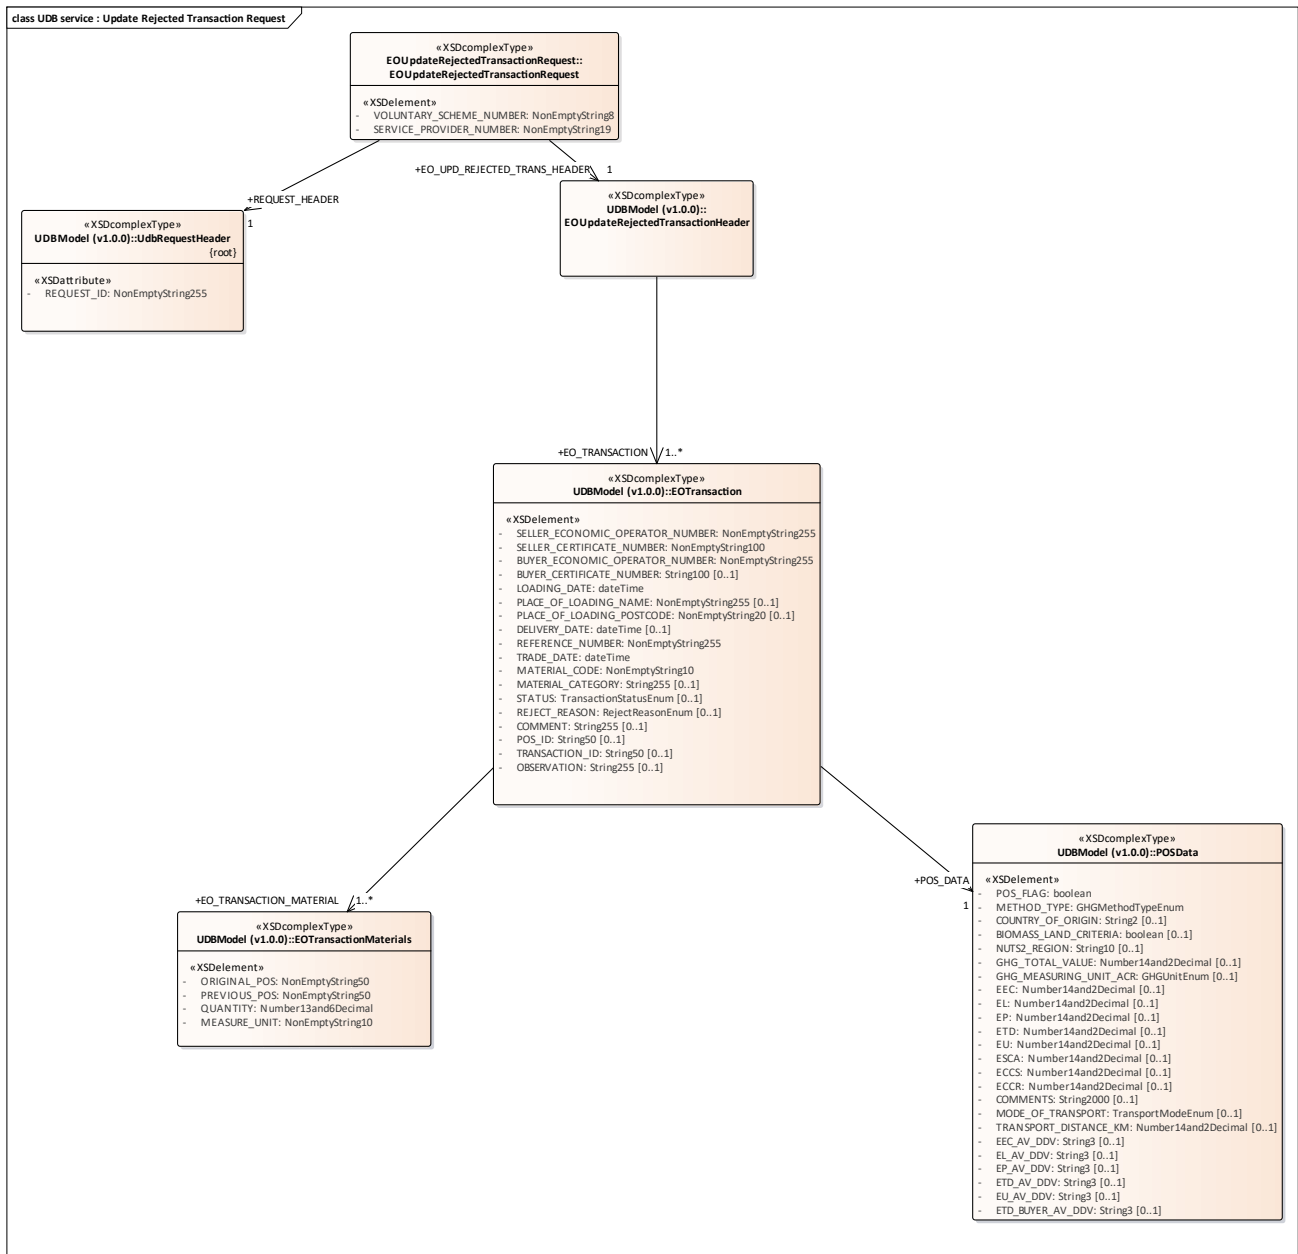 class UDB service : Update Rejected Transaction Request
«XSDcomplexType»
EOUpdateRejectedTransactionRequest::
EOUpdateRejectedTransactionRequest
«XSDelement»
- VOLUNTARY_SCHEME_NUMBER: NonEmptyString8
- SERVICE_PROVIDER_NUMBER: NonEmptyString19
+EO_UPD_REJECTED_TRANS_HEADER 1
+REQUEST_HEADER
1
«XSDcomplexType»
UDBModel (v1.0.0)::
EOUpdateRejectedTransactionHeader
«XSDcomplexType»
UDBModel (v1.0.0)::UdbRequestHeader
{root}
«XSDattribute»
- REQUEST_ID: NonEmptyString255
+EO_TRANSACTION 1..*
«XSDcomplexType»
UDBModel (v1.0.0)::EOTransaction
«XSDelement»
- SELLER_ECONOMIC_OPERATOR_NUMBER: NonEmptyString255
- SELLER_CERTIFICATE_NUMBER: NonEmptyString100
- BUYER_ECONOMIC_OPERATOR_NUMBER: NonEmptyString255
- BUYER_CERTIFICATE_NUMBER: String100 [0..1]
- LOADING_DATE: dateTime
- PLACE_OF_LOADING_NAME: NonEmptyString255 [0..1]
- PLACE_OF_LOADING_POSTCODE: NonEmptyString20 [0..1]
- DELIVERY_DATE: dateTime [0..1]
- REFERENCE_NUMBER: NonEmptyString255
- TRADE_DATE: dateTime
- MATERIAL_CODE: NonEmptyString10
- MATERIAL_CATEGORY: String255 [0..1]
- STATUS: TransactionStatusEnum [0..1]
- REJECT_REASON: RejectReasonEnum [0..1]
- COMMENT: String255 [0..1]
- POS_ID: String50 [0..1]
- TRANSACTION_ID: String50 [0..1]
- OBSERVATION: String255 [0..1]
+EO_TRANSACTION_MATERIAL 1..*
«XSDcomplexType»
UDBModel (v1.0.0)::EOTransactionMaterials
«XSDelement»
- ORIGINAL_POS: NonEmptyString50
- PREVIOUS_POS: NonEmptyString50
- QUANTITY: Number13and6Decimal
- MEASURE_UNIT: NonEmptyString10
+POS_DATA
1
«XSDcomplexType»
UDBModel (v1.0.0)::POSData
«XSDelement»
- POS_FLAG: boolean
- METHOD_TYPE: GHGMethodTypeEnum
- COUNTRY_OF_ORIGIN: String2 [0..1]
- BIOMASS_LAND_CRITERIA: boolean [0..1]
- NUTS2_REGION: String10 [0..1]
- GHG_TOTAL_VALUE: Number14and2Decimal [0..1]
- GHG_MEASURING_UNIT_ACR: GHGUnitEnum [0..1]
- EEC: Number14and2Decimal [0..1]
- EL: Number14and2Decimal [0..1]
- EP: Number14and2Decimal [0..1]
- ETD: Number14and2Decimal [0..1]
- EU: Number14and2Decimal [0..1]
- ESCA: Number14and2Decimal [0..1]
- ECCS: Number14and2Decimal [0..1]
- ECCR: Number14and2Decimal [0..1]
- COMMENTS: String2000 [0..1]
- MODE_OF_TRANSPORT: TransportModeEnum [0..1]
- TRANSPORT_DISTANCE_KM: Number14and2Decimal [0..1]
- EEC_AV_DDV: String3 [0..1]
- EL_AV_DDV: String3 [0..1]
- EP_AV_DDV: String3 [0..1]
- ETD_AV_DDV: String3 [0..1]
- EU_AV_DDV: String3 [0..1]
- ETD_BUYER_AV_DDV: String3 [0..1]